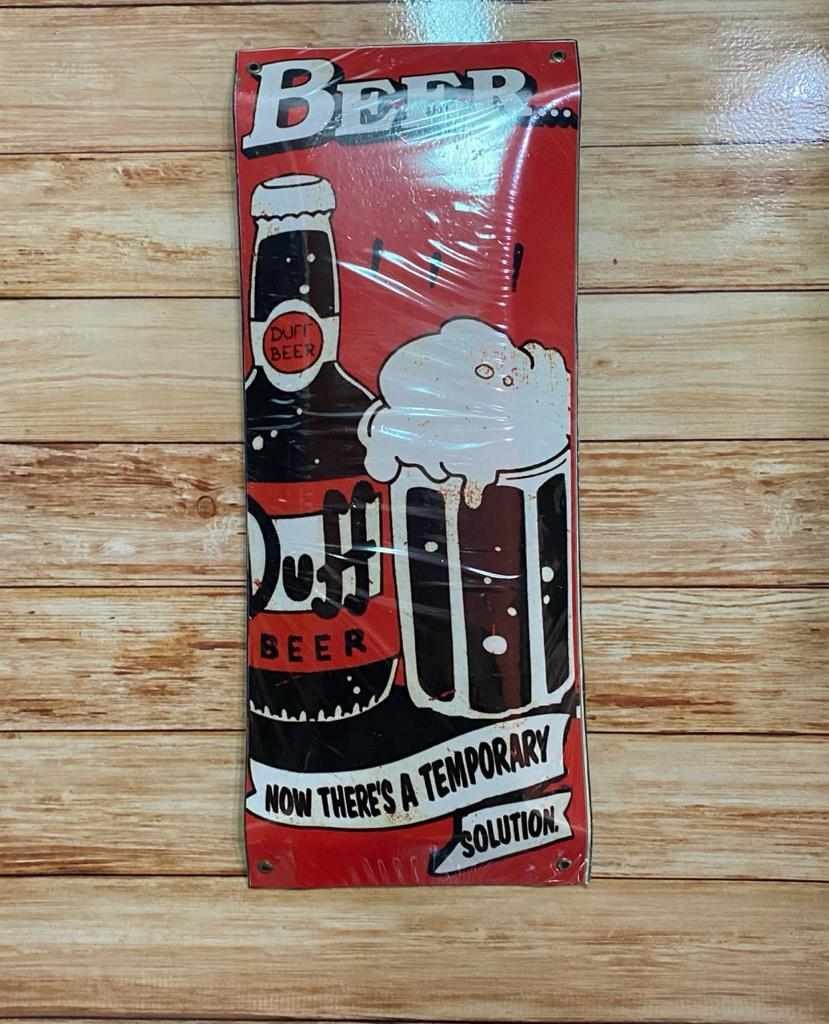 BEER...
DUFF
BEER
Duff
BEER
NOW THERE'S A TEMPORARY
SOLUTION.